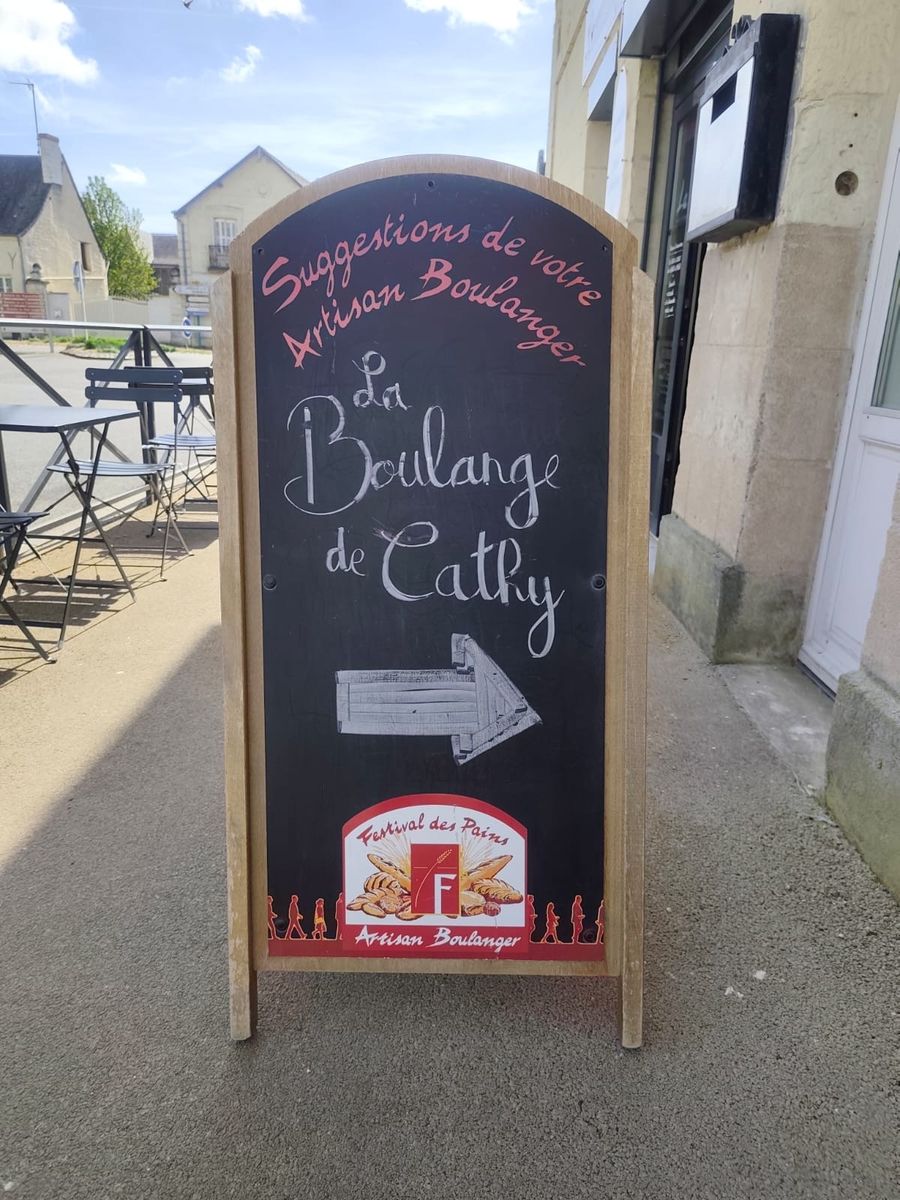 Suggestions de votre
Artisan Boulanger
La
Boulange
de Cathy
Festival des Pains
F
Artisan Boulanger